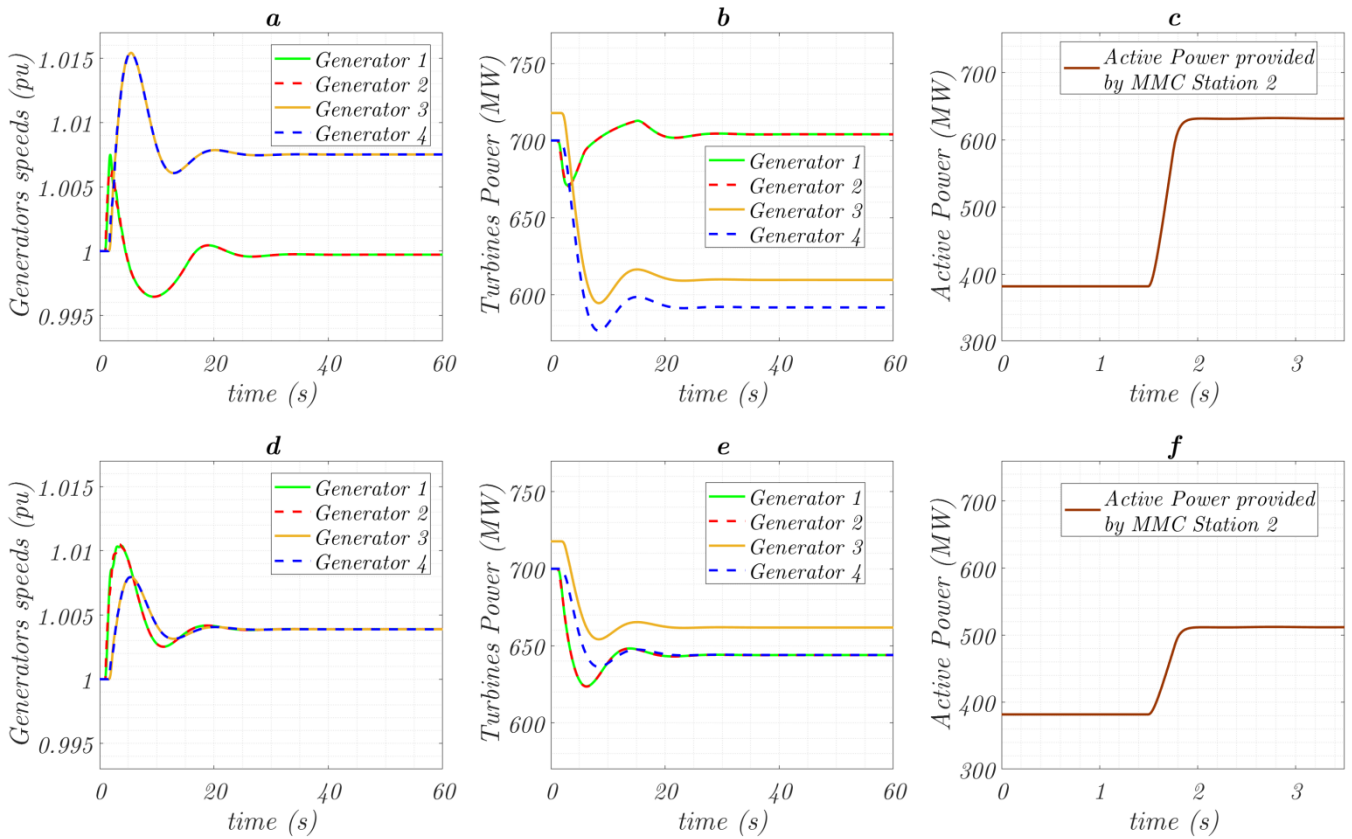 a
Generators speeds (pu)
1.015
1.01
1.005
1
0.995
Generator 1
Generator 2
Generator 3
Generator 4
0
20
40
60
time (s)
b
Turbines Power (MW)
750
700
650
600
Generator 1
Generator 2
Generator 3
Generator 4
0
20
40
60
time (s)
c
Active Power (MW)
700
600
500
400
300
Active Power provided
by MMC Station 2
0
1
2
3
time (s)
d
Generators speeds (pu)
1.015
1.01
1.005
1
0.995
Generator 1
Generator 2
Generator 3
Generator 4
0
20
40
60
time (s)
e
Turbines Power (MW)
750
700
650
600
Generator 1
Generator 2
Generator 3
Generator 4
0
20
40
60
time (s)
f
Active Power (MW)
700
600
500
400
300
Active Power provided
by MMC Station 2
0
1
2
3
time (s)